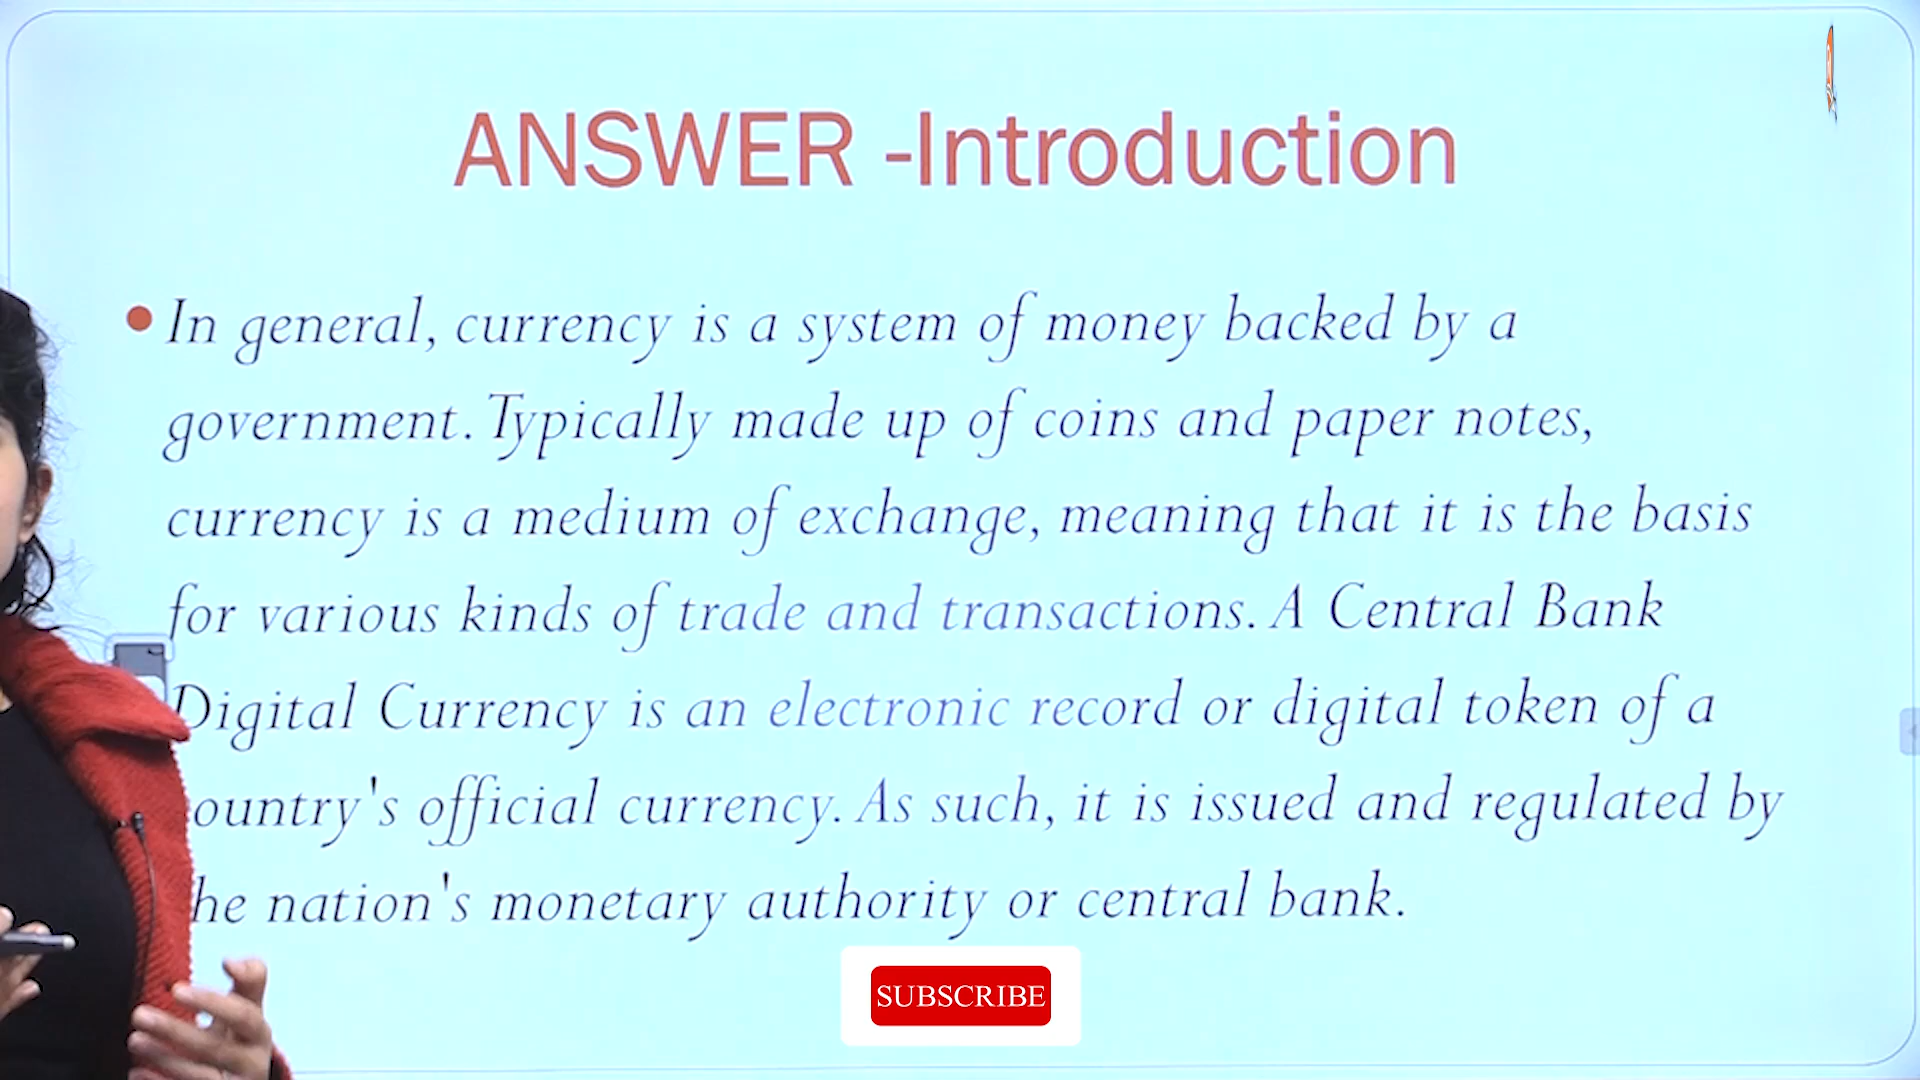 ANSWER -Introduction
In general, currency is a system of money backed by a
government. Typically made up of coins and paper notes,
currency is a medium of exchange, meaning that it is the basis
for various kinds of trade and transactions. A Central Bank
Digital Currency is an electronic record or digital token of a
ountry's official currency. As such, it is issued and regulated by
he nation's monetary authority or central bank.
SUBSCRIBE